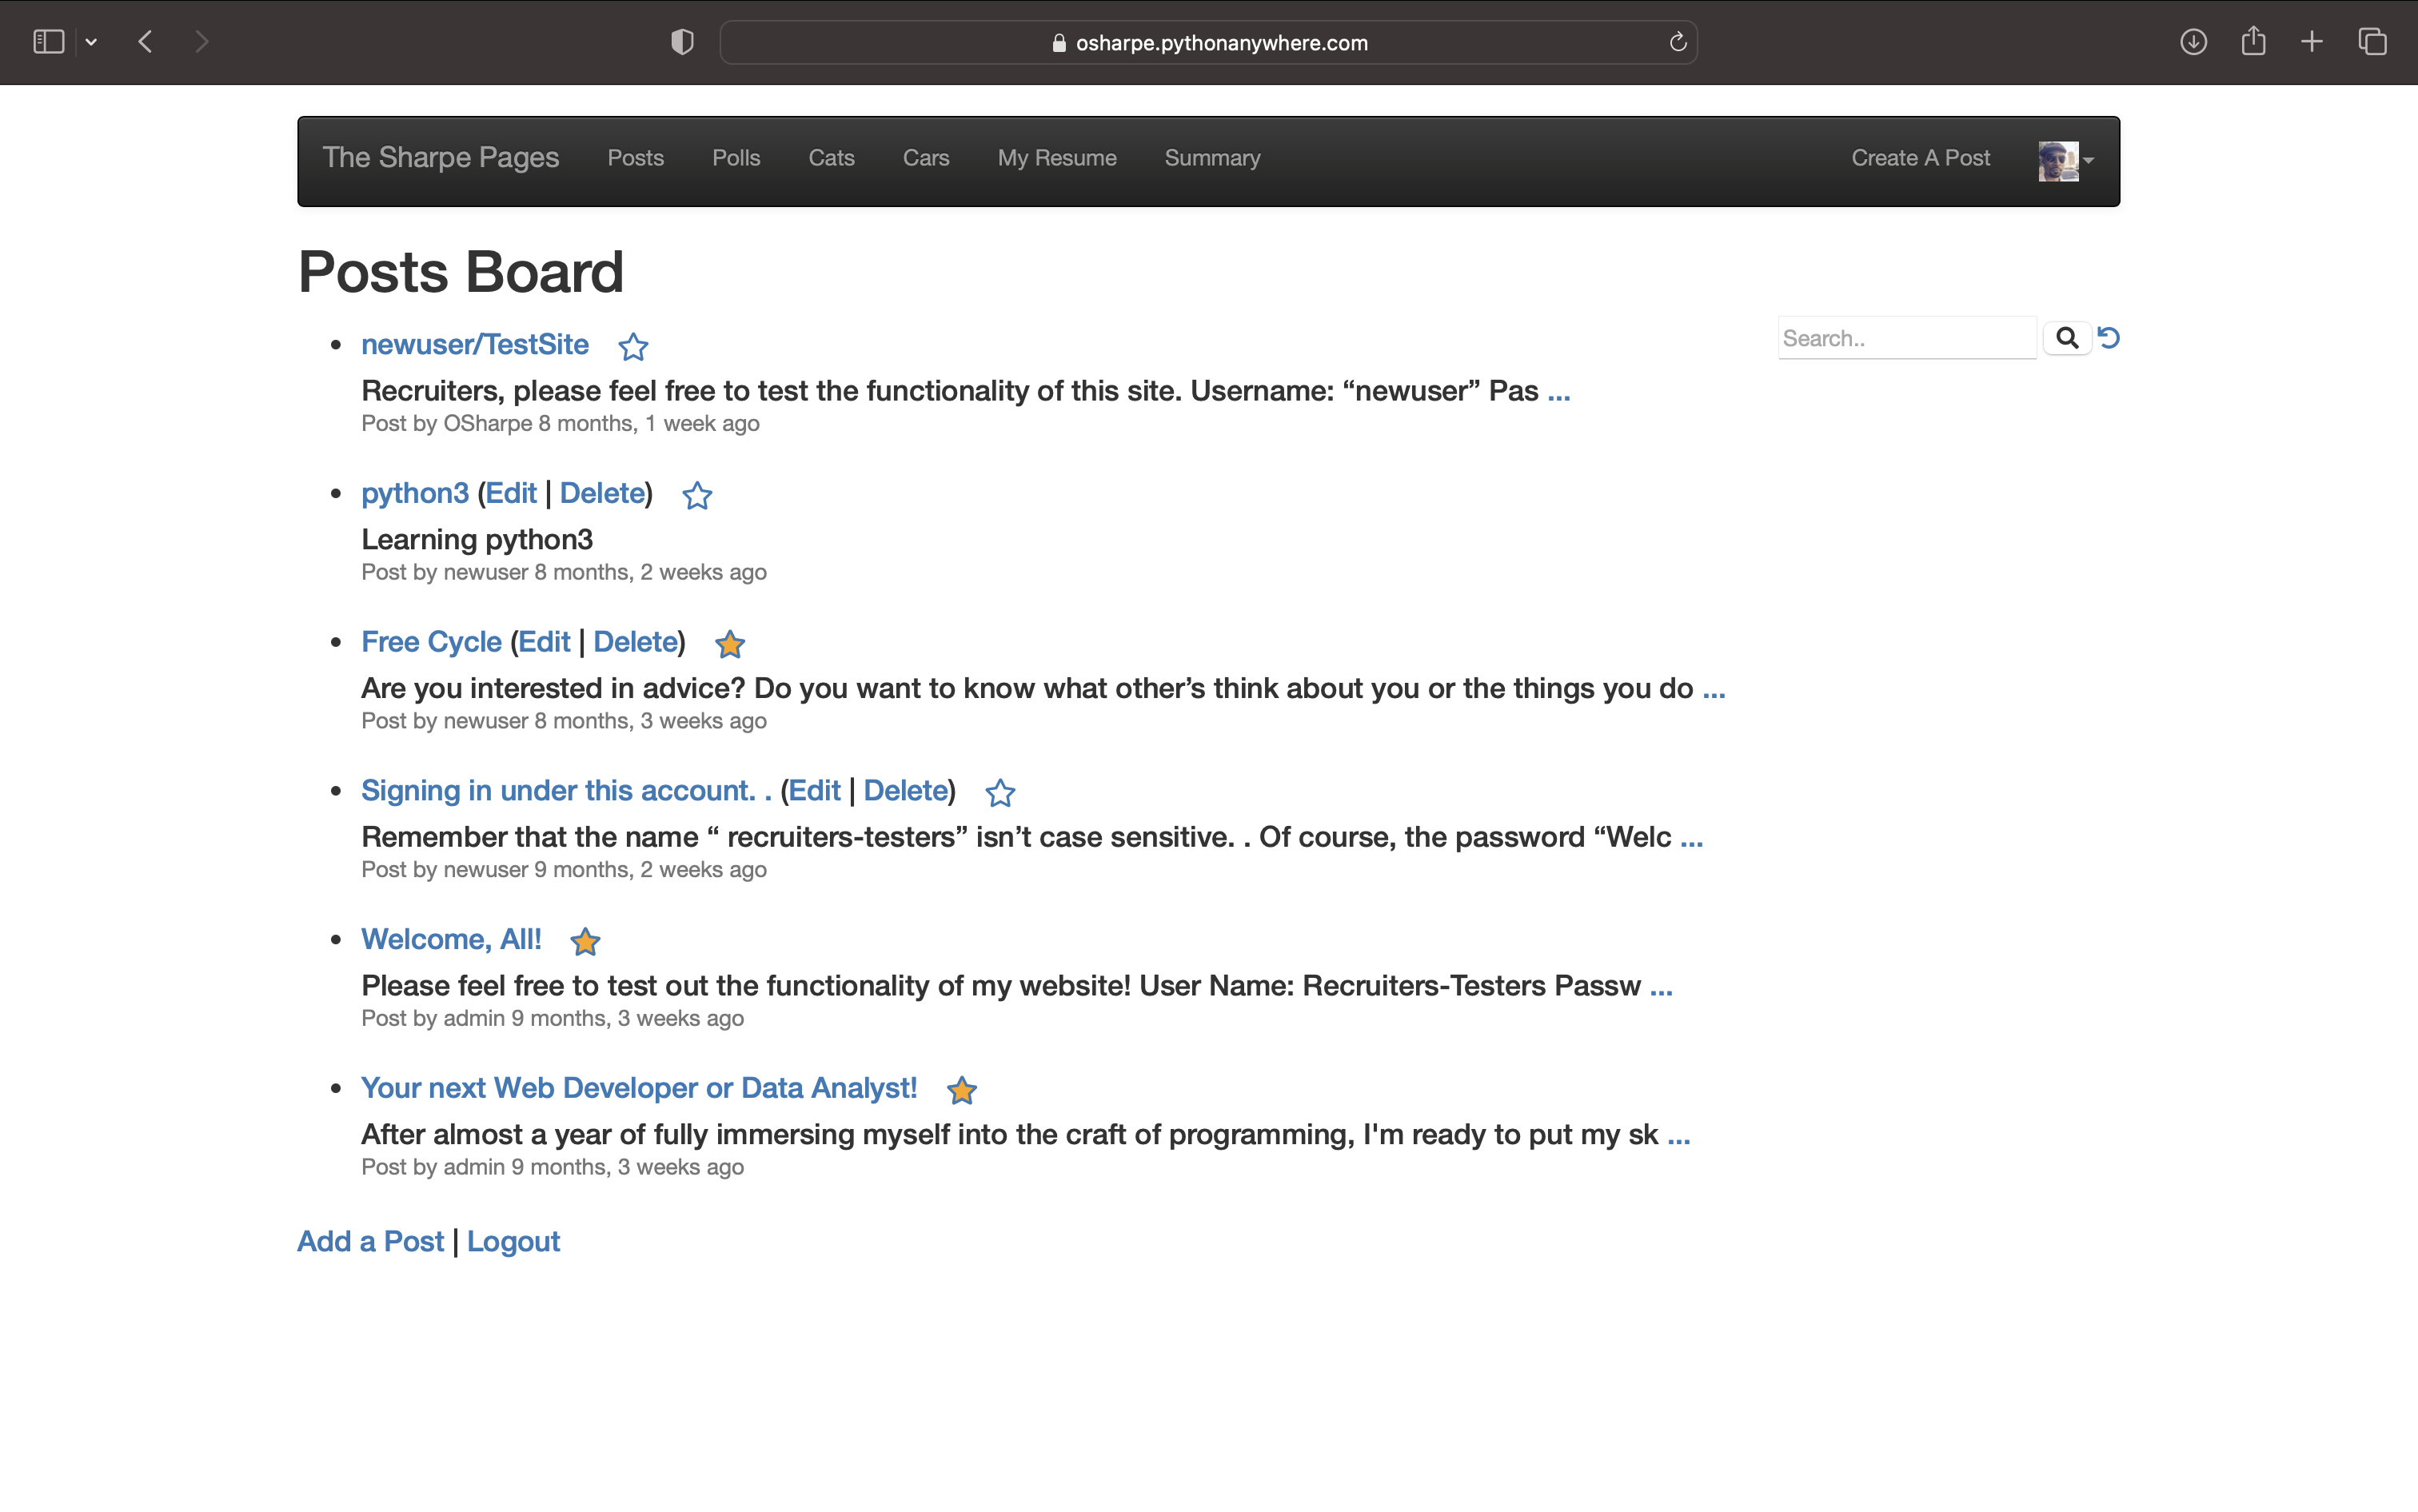 osharpe.pythonanywhere.com
The Sharpe Pages Posts Polls Cats Cars My Resume Summary Create A Post
Posts Board
Search..
newuser/TestSite
Recruiters, please feel free to test the functionality of this site. Username: “newuser” Pas ...
Post by OSharpe 8 months, 1 week ago
python3 (Edit | Delete)
Learning python3
Post by newuser 8 months, 2 weeks ago
Free Cycle (Edit | Delete)
Are you interested in advice? Do you want to know what other’s think about you or the things you do ...
Post by newuser 8 months, 3 weeks ago
Signing in under this account. . (Edit | Delete)
Remember that the name “ recruiters-testers” isn’t case sensitive. . Of course, the password “Welc ...
Post by newuser 9 months, 2 weeks ago
Welcome, All!
Please feel free to test out the functionality of my website! User Name: Recruiters-Testers Passw ...
Post by admin 9 months, 3 weeks ago
Your next Web Developer or Data Analyst!
After almost a year of fully immersing myself into the craft of programming, I'm ready to put my sk ...
Post by admin 9 months, 3 weeks ago
Add a Post | Logout